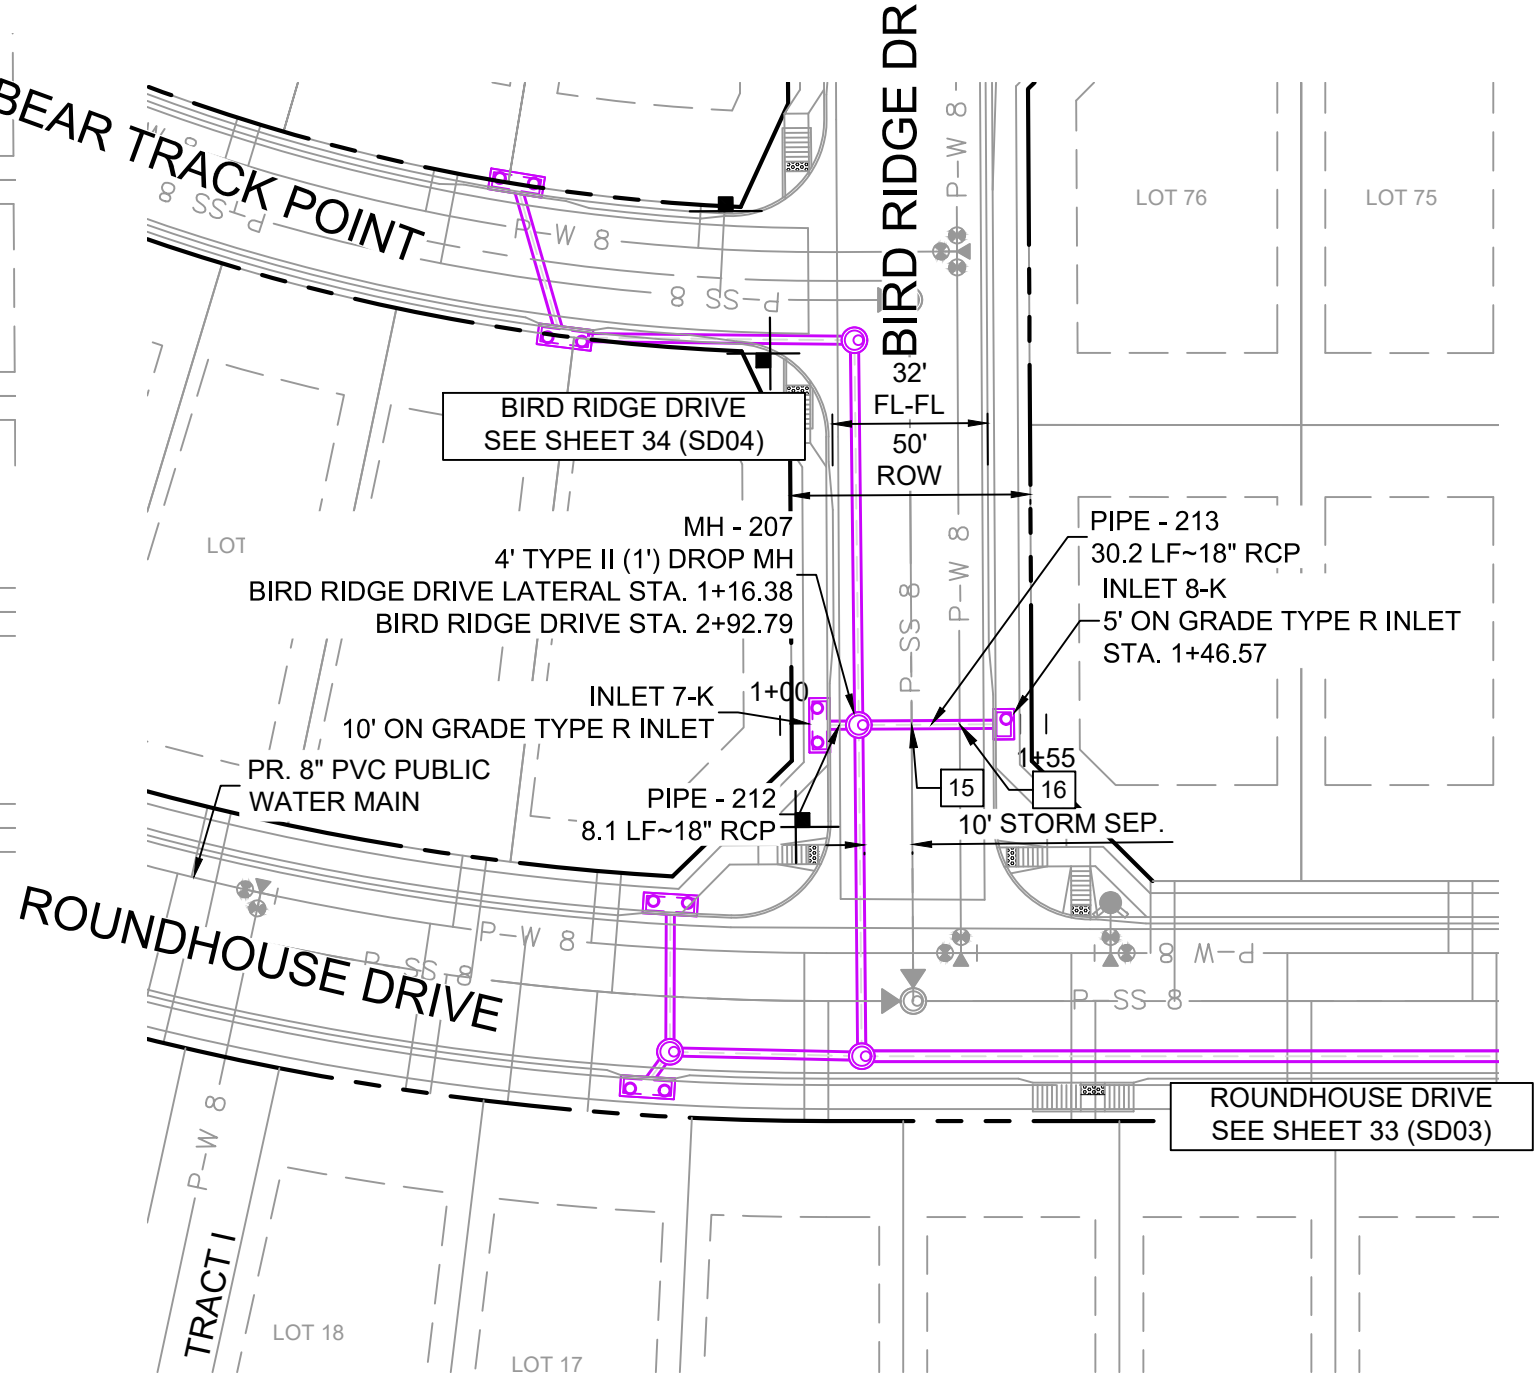 BIRD RIDGE DR
BEAR TRACK POINT
W 8
P-SS 8
P-W 8
P-W 8
P-SS 8
LOT 76
LOT 75
32'
FL-FL
50'
ROW
BIRD RIDGE DRIVE
SEE SHEET 34 (SD04)
LOT
MH - 207
4' TYPE II (1') DROP MH
BIRD RIDGE DRIVE LATERAL STA. 1+16.38
BIRD RIDGE DRIVE STA. 2+92.79
PIPE - 213
30.2 LF~18" RCP
INLET 8-K
5' ON GRADE TYPE R INLET
STA. 1+46.57
P-SS 8
P-W 8
INLET 7-K
10' ON GRADE TYPE R INLET
1+00
1+55
15
16
PR. 8" PVC PUBLIC
WATER MAIN
PIPE - 212
8.1 LF~18" RCP
10' STORM SEP.
ROUNDHOUSE DRIVE
P-W 8
P-SS 8
P-W 8
P-SS 8
ROUNDHOUSE DRIVE
SEE SHEET 33 (SD03)
P-W 8
TRACT I
LOT 18
LOT 17